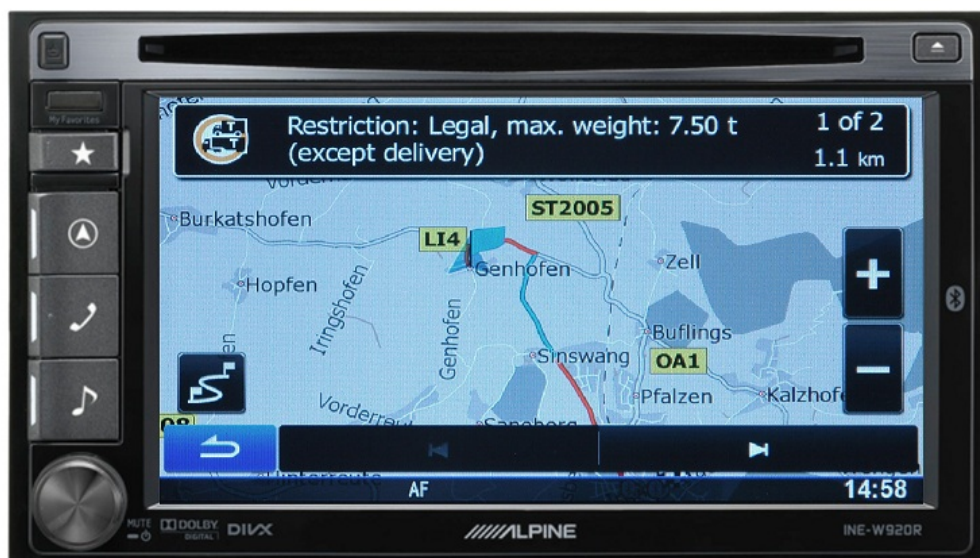 My Favorites
Restriction: Legal, max. weight: 7.50 t
(except delivery)
1 of 2
1.1 km
ST2005
Burkatshofen
LI4
Genhofen
Zell
Hopfen
Iringshofen
Genhofen
Buflings
Sinswang
OA1
Pfalzen
Kalzhofe
08
AF
14:58
MUTE
DOLBY
DIGITAL
DIVX
ALPINE
INE-W920R